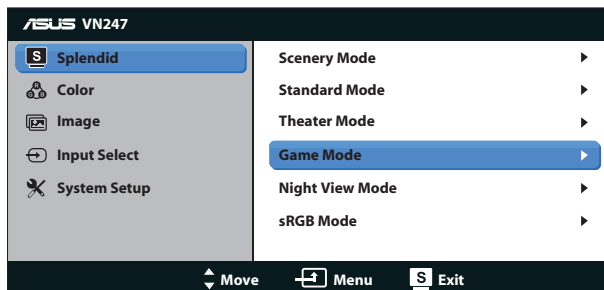 ASUS VN247
S Splendid
Color
Image
Input Select
System Setup
Scenery Mode
Standard Mode
Theater Mode
Game Mode
Night View Mode
sRGB Mode
Move Menu S Exit